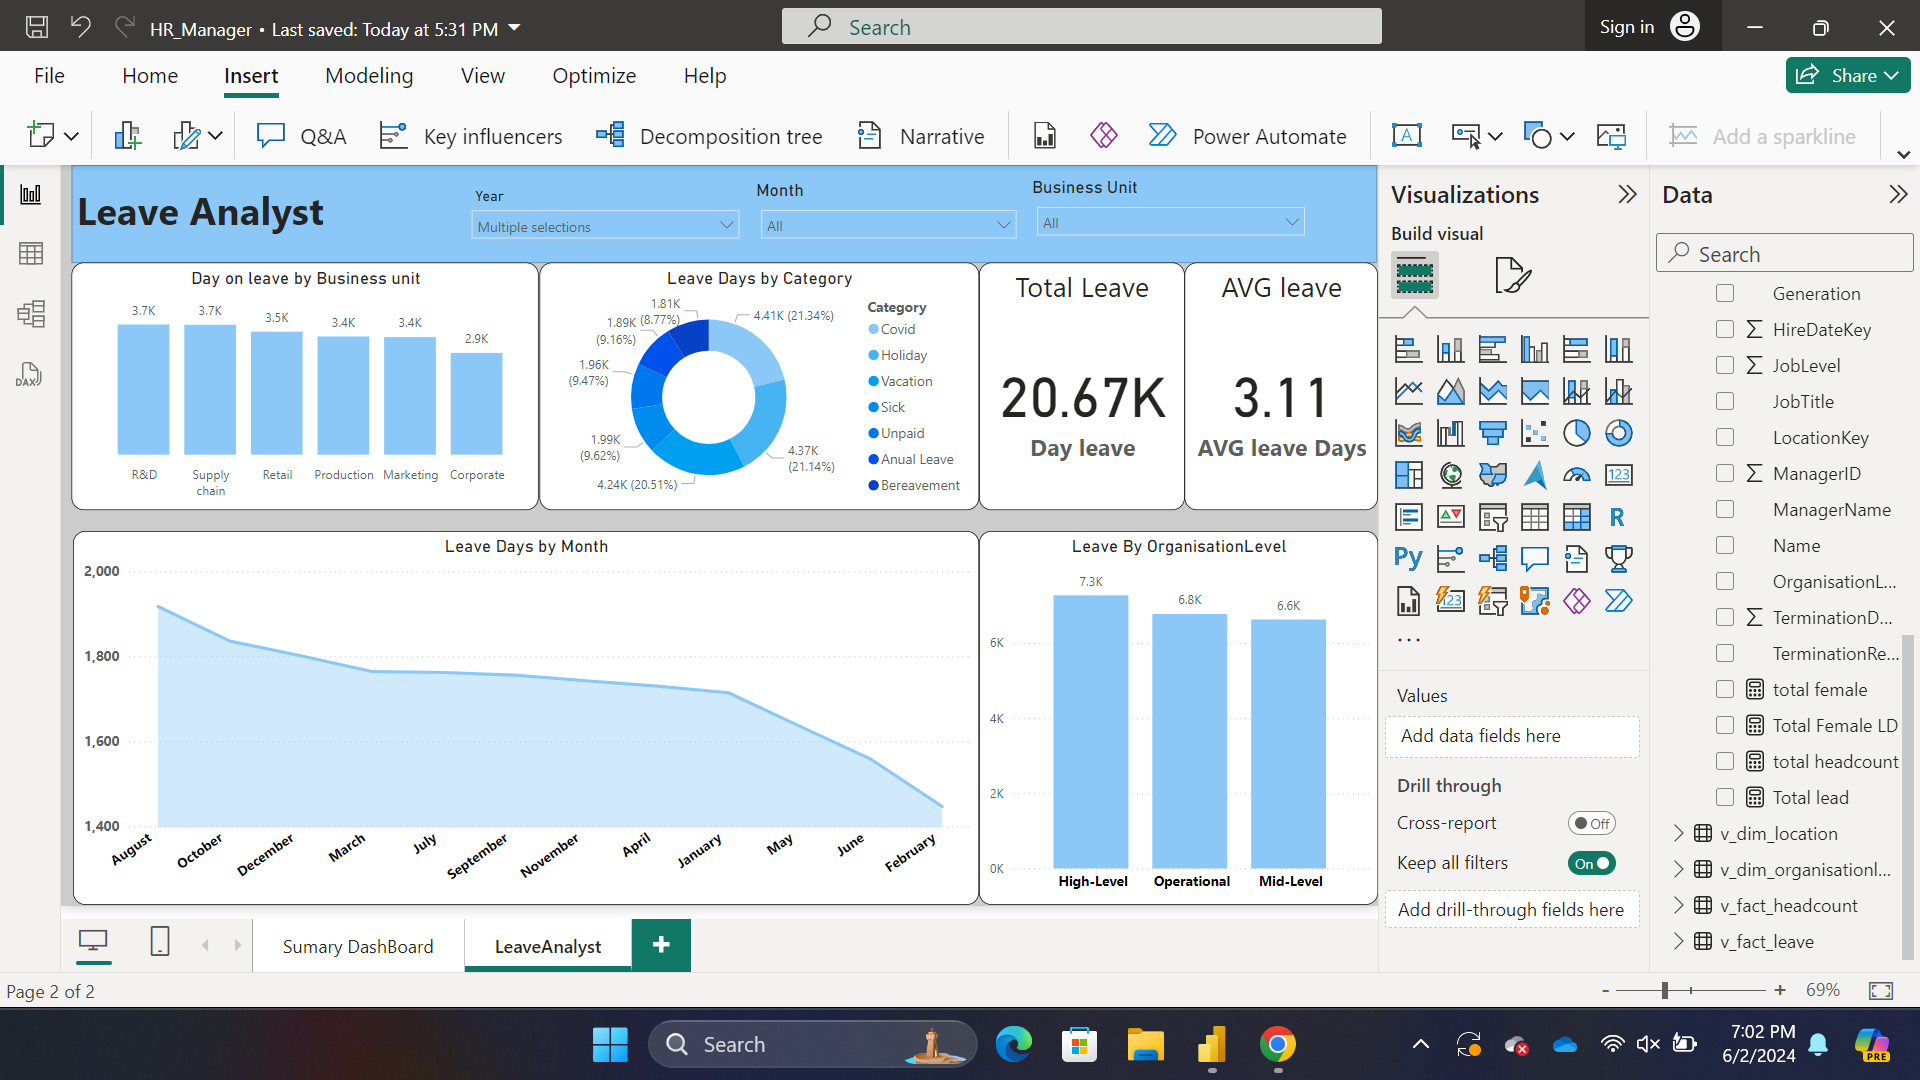 HR_Manager • Last saved: Today at 5:31 PM
Search
Sign in
File
Home
Insert
Modeling
View
Optimize
Help
Share
Q&A
Key influencers
Decomposition tree
Narrative
Power Automate
A
Add a sparkline
DAX
Leave Analyst
Year
Multiple selections
Month
All
Business Unit
All
Day on leave by Business unit
3.7K
3.7K
3.5K
3.4K
3.4K
2.9K
R&D
Supply
chain
Retail
Production
Marketing
Corporate
Leave Days by Category
4.41K (21.34%)
4.37K
(21.14%)
4.24K (20.51%)
1.99K
(9.62%)
1.96K
(9.47%)
1.89K
(9.16%)
1.81K
(8.77%)
Category
Covid
Holiday
Vacation
Sick
Unpaid
Anual Leave
Bereavement
Total Leave
20.67K
Day leave
AVG leave
3.11
AVG leave Days
Leave Days by Month
2,000
1,800
1,600
1,400
August
October
December
March
July
September
November
April
January
May
June
February
Leave By OrganisationLevel
7.3K
6.8K
6.6K
6K
4K
2K
0K
High-Level
Operational
Mid-Level
Visualizations
Build visual
123
R
Py
123
...
Values
Add data fields here
Drill through
Cross-report
Off
Keep all filters
On
Add drill-through fields here
Data
Search
Generation
HireDateKey
JobLevel
JobTitle
LocationKey
ManagerID
ManagerName
Name
OrganisationL...
TerminationD...
TerminationRe...
total female
Total Female LD
total headcount
Total lead
v_dim_location
v_dim_organisationl...
v_fact_headcount
v_fact_leave
Sumary DashBoard
LeaveAnalyst
+
Page 2 of 2
- + 69%
Search
7:02 PM
6/2/2024
PRE